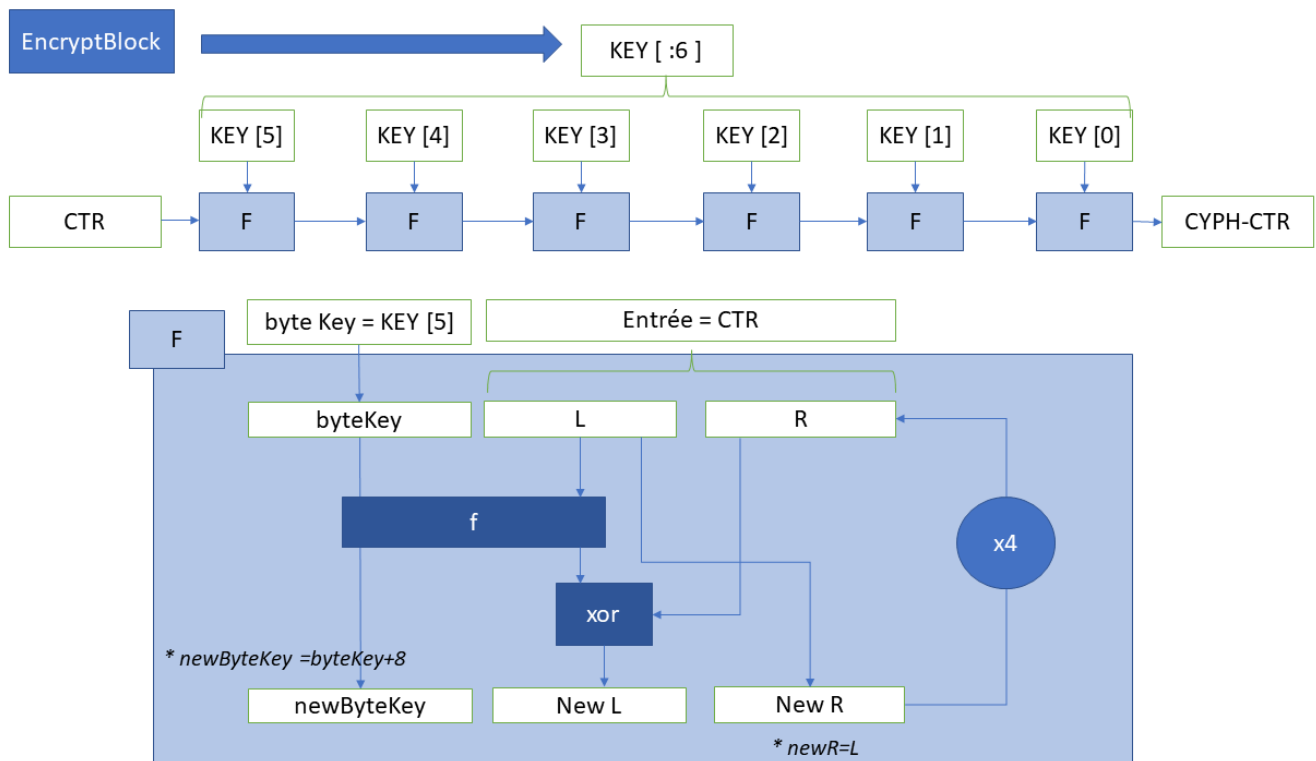 EncryptBlock
KEY [ :6 ]
KEY [5]
KEY [4]
KEY [3]
KEY [2]
KEY [1]
KEY [0]
CTR
F
F
F
F
F
F
CYPH-CTR
F
byte Key = KEY [5]
Entrée = CTR
byteKey
L
R
f
x4
xor
* newByteKey =byteKey+8
newByteKey
New L
New R
* newR=L